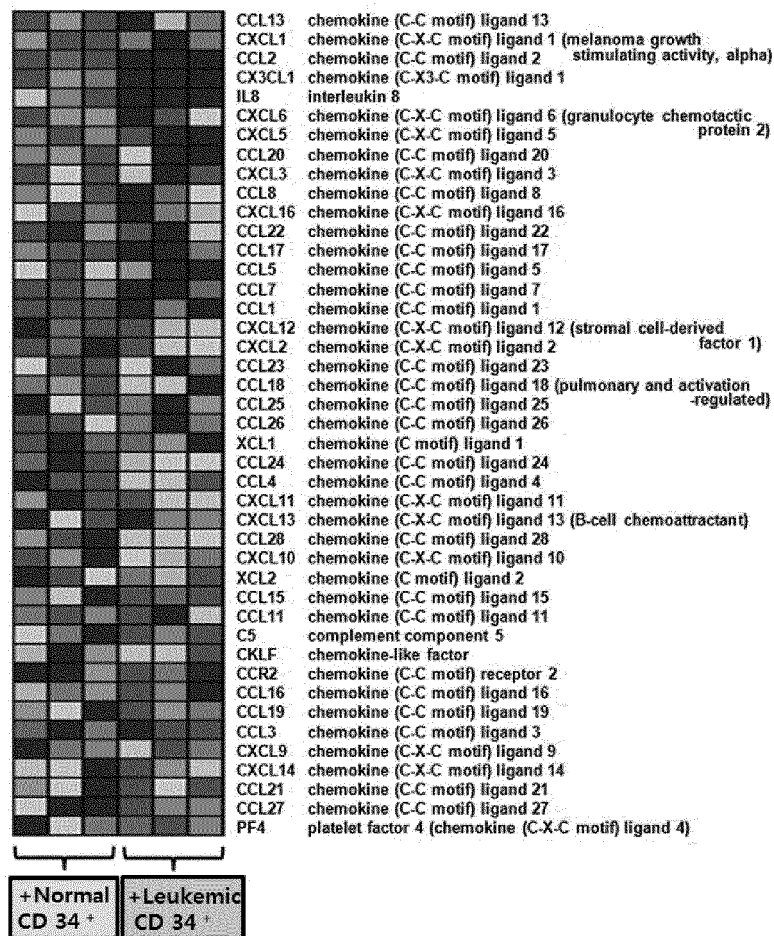 CCL13 chemokine (C-C motif) ligand 13
CXCL1 chemokine (C-X-C motif) ligand 1 (melanoma growth
stimulating activity, alpha)
CCL2 chemokine (C-C motif) ligand 2
CX3CL1 chemokine (C-X3-C motif) ligand 1
IL8 interleukin 8
CXCL6 chemokine (C-X-C motif) ligand 6 (granulocyte chemotactic
protein 2)
CXCL5 chemokine (C-X-C motif) ligand 5
CCL20 chemokine (C-C motif) ligand 20
CXCL3 chemokine (C-X-C motif) ligand 3
CCL8 chemokine (C-C motif) ligand 8
CXCL16 chemokine (C-X-C motif) ligand 16
CCL22 chemokine (C-C motif) ligand 22
CCL17 chemokine (C-C motif) ligand 17
CCL5 chemokine (C-C motif) ligand 5
CCL7 chemokine (C-C motif) ligand 7
CCL1 chemokine (C-C motif) ligand 1
CXCL12 chemokine (C-X-C motif) ligand 12 (stromal cell-derived
factor 1)
CXCL2 chemokine (C-X-C motif) ligand 2
CCL23 chemokine (C-C motif) ligand 23
CCL18 chemokine (C-C motif) ligand 18 (pulmonary and activation
-regulated)
CCL25 chemokine (C-C motif) ligand 25
CCL26 chemokine (C-C motif) ligand 26
XCL1 chemokine (C motif) ligand 1
CCL24 chemokine (C-C motif) ligand 24
CCL4 chemokine (C-C motif) ligand 4
CXCL11 chemokine (C-X-C motif) ligand 11
CXCL13 chemokine (C-X-C motif) ligand 13 (B-cell chemoattractant)
CCL28 chemokine (C-C motif) ligand 28
CXCL10 chemokine (C-X-C motif) ligand 10
XCL2 chemokine (C motif) ligand 2
CCL15 chemokine (C-C motif) ligand 15
CCL11 chemokine (C-C motif) ligand 11
C5 complement component 5
CKLF chemokine-like factor
CCR2 chemokine (C-C motif) receptor 2
CCL16 chemokine (C-C motif) ligand 16
CCL19 chemokine (C-C motif) ligand 19
CCL3 chemokine (C-C motif) ligand 3
CXCL9 chemokine (C-X-C motif) ligand 9
CXCL14 chemokine (C-X-C motif) ligand 14
CCL21 chemokine (C-C motif) ligand 21
CCL27 chemokine (C-C motif) ligand 27
PF4 platelet factor 4 (chemokine (C-X-C motif) ligand 4)
+Normal
CD 34 +
+Leukemic
CD 34 +